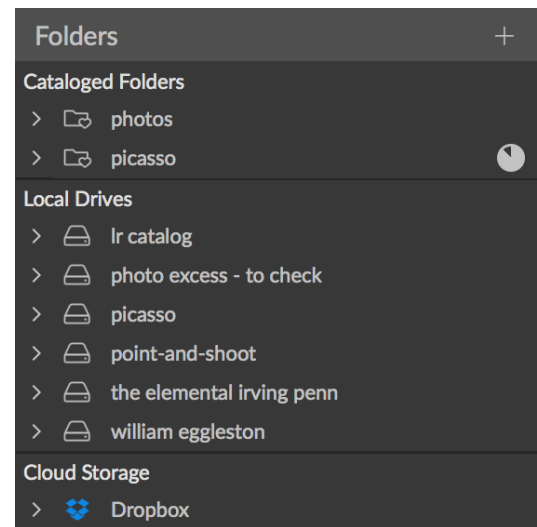 Folders
Cataloged Folders
photos
picasso
Local Drives
lr catalog
photo excess - to check
picasso
point-and-shoot
the elemental irving penn
william eggleston
Cloud Storage
Dropbox